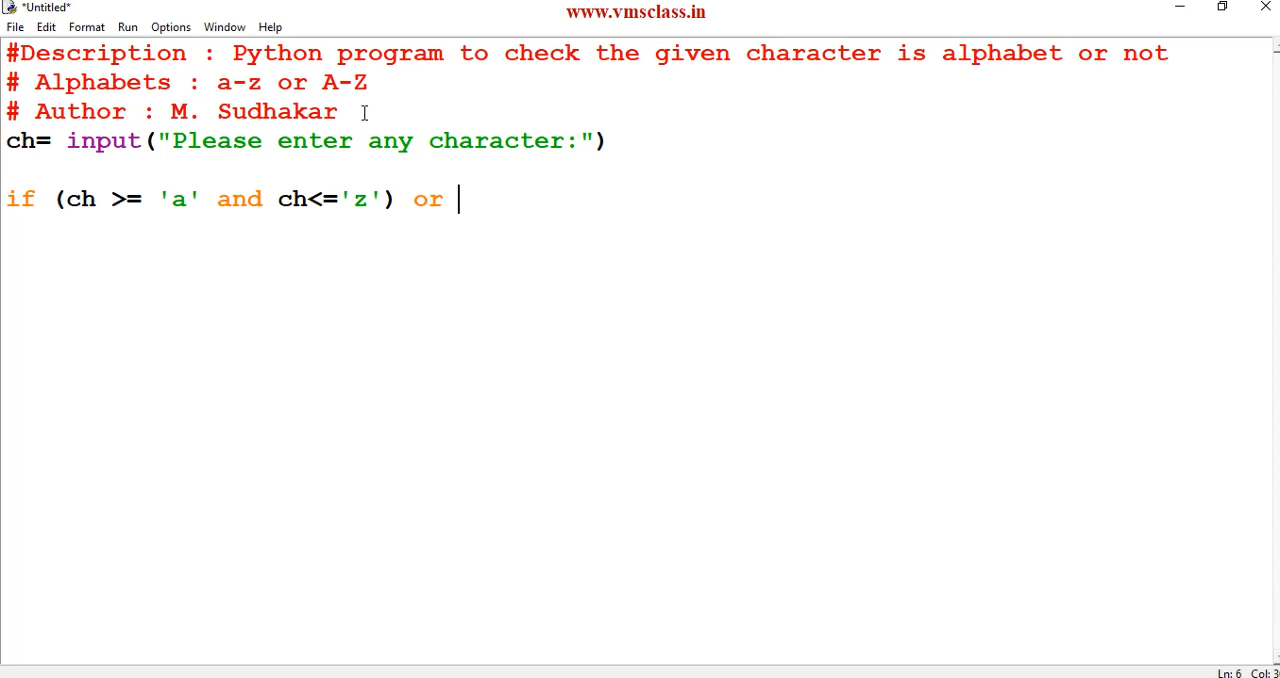 *Untitled*
www.vmsclass.in
File Edit Format Run Options Window Help
#Description : Python program to check the given character is alphabet or not
# Alphabets : a-z or A-Z
# Author : M. Sudhakar
ch= input("Please enter any character:")
if (ch >= 'a' and ch<='z') or
Ln: 6 Col: 3